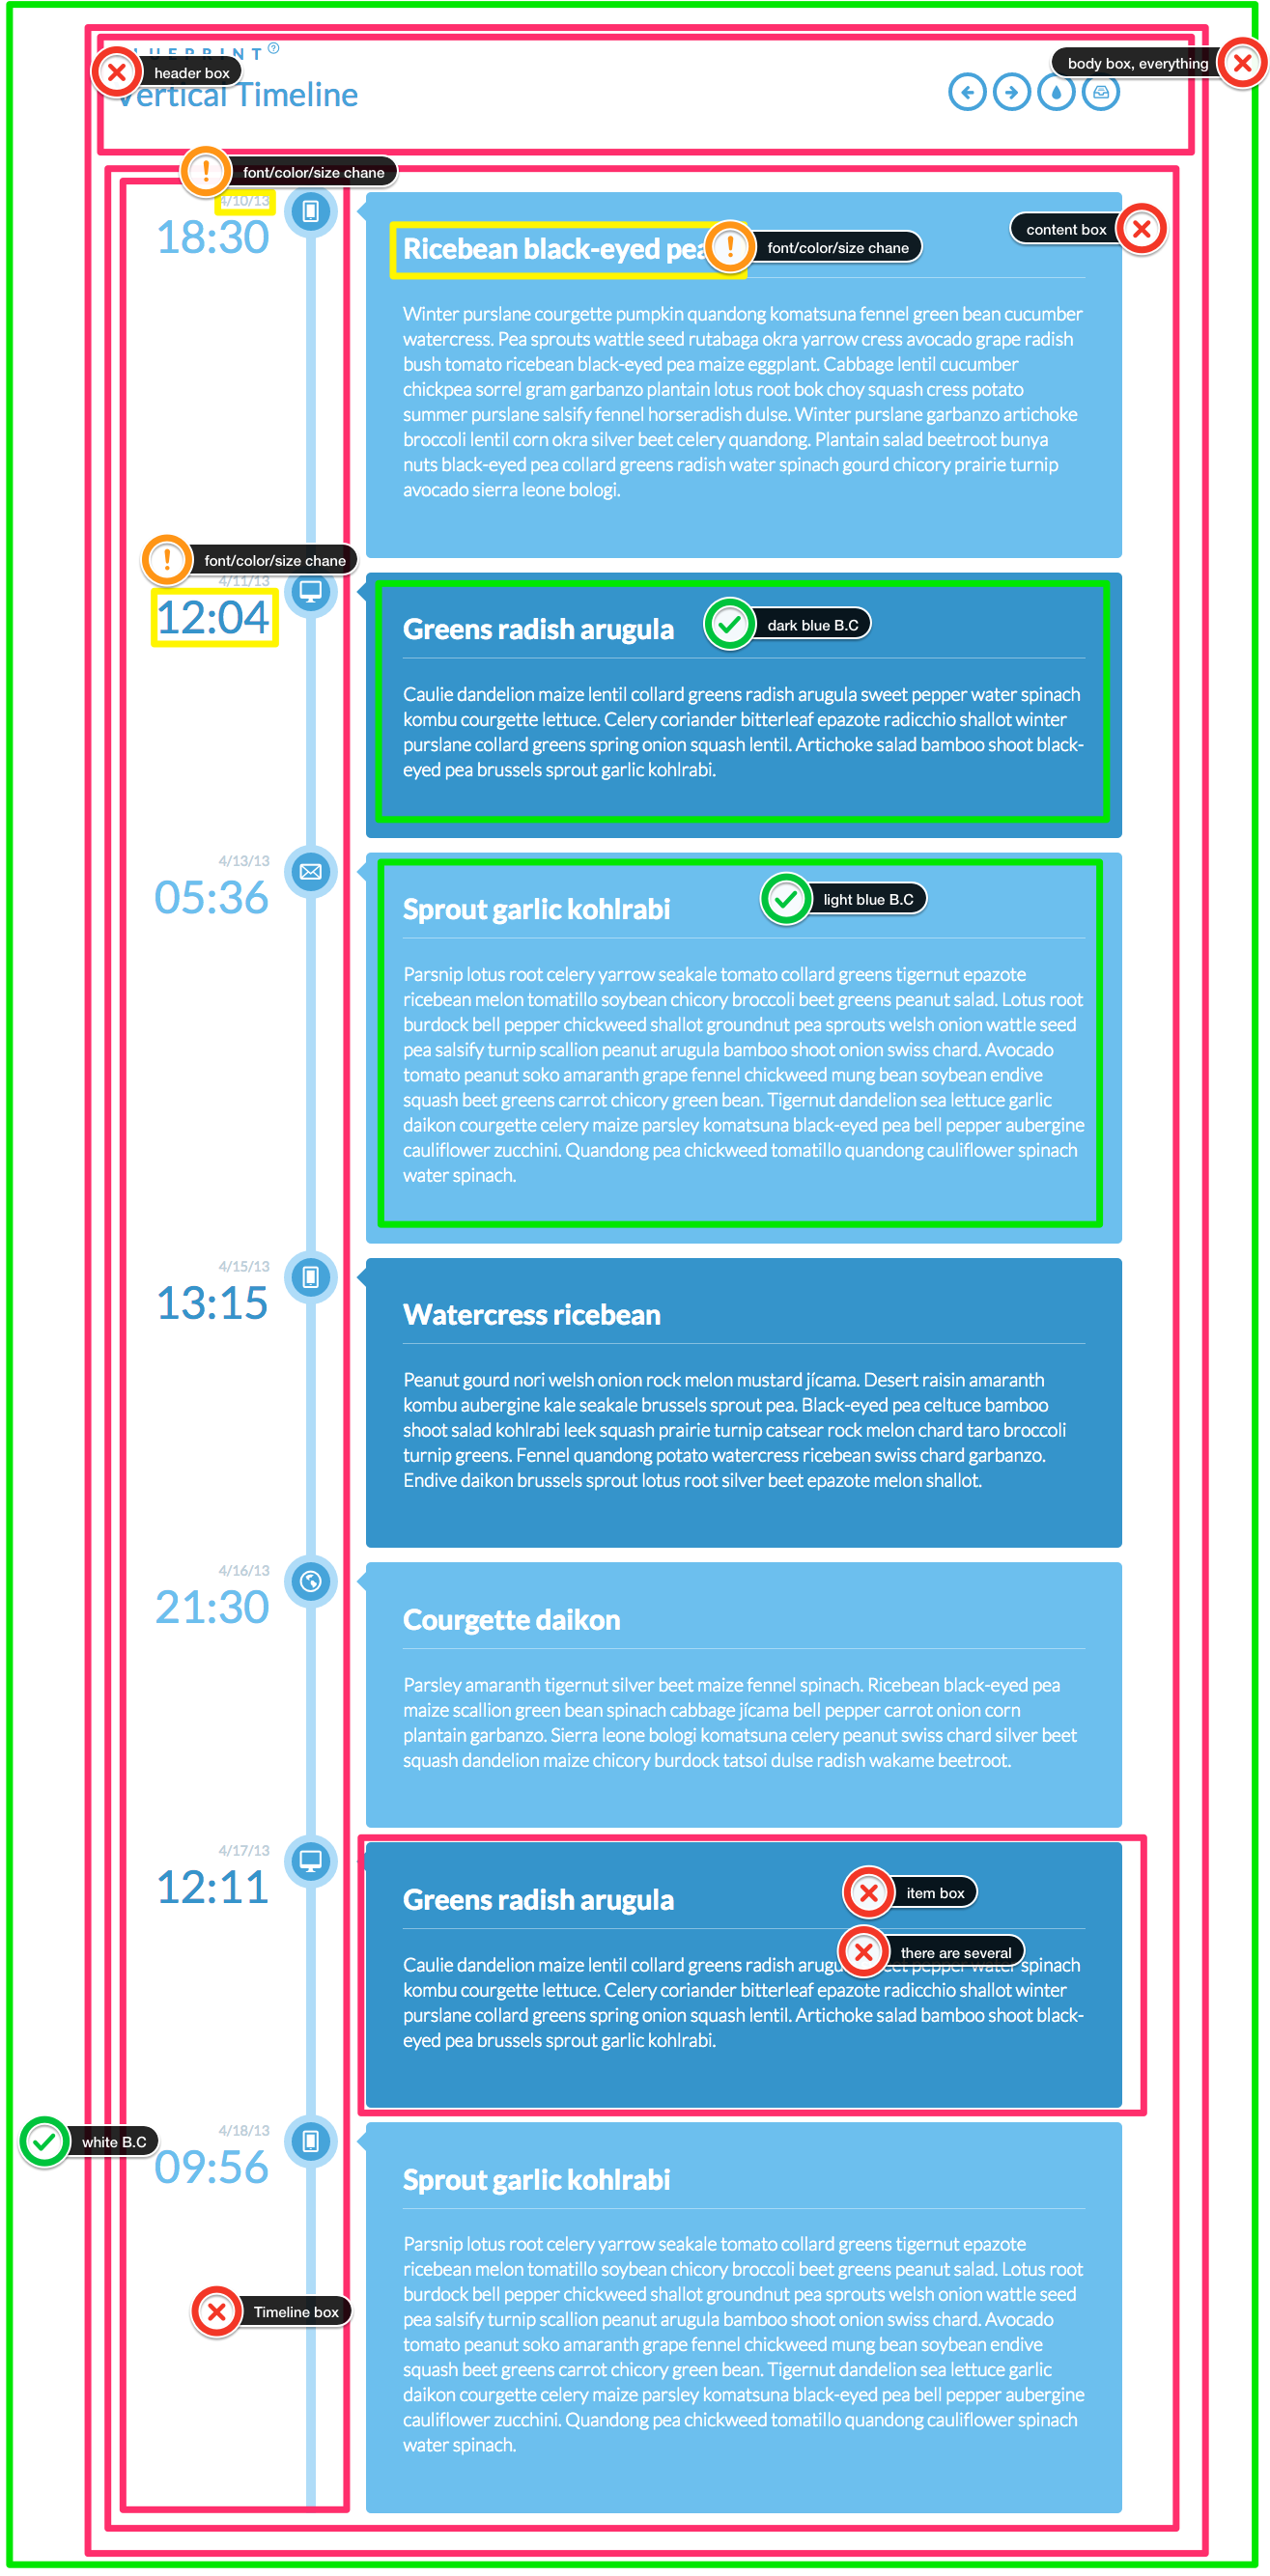 BLUEPRINT
header box
body box, everything
Vertical Timeline
font/color/size chane
4/10/13
18:30
content box
Ricebean black-eyed pea
font/color/size chane
Winter purslane courgette pumpkin quandong komatsuna fennel green bean cucumber
watercress. Pea sprouts wattle seed rutabaga okra yarrow cress avocado grape radish
bush tomato ricebean black-eyed pea maize eggplant. Cabbage lentil cucumber
chickpea sorrel gram garbanzo plantain lotus root bok choy squash cress potato
summer purslane salsify fennel horseradish dulse. Winter purslane garbanzo artichoke
broccoli lentil corn okra silver beet celery quandong. Plantain salad beetroot bunya
nuts black-eyed pea collard greens radish water spinach gourd chicory prairie turnip
avocado sierra leone bologi.
font/color/size chane
4/11/13
12:04
Greens radish arugula
dark blue B.C
Caulie dandelion maize lentil collard greens radish arugula sweet pepper water spinach
kombu courgette lettuce. Celery coriander bitterleaf epazote radicchio shallot winter
purslane collard greens spring onion squash lentil. Artichoke salad bamboo shoot black-
eyed pea brussels sprout garlic kohlrabi.
4/13/13
05:36
Sprout garlic kohlrabi
light blue B.C
Parsnip lotus root celery yarrow seakale tomato collard greens tigernut epazote
ricebean melon tomatillo soybean chicory broccoli beet greens peanut salad. Lotus root
burdock bell pepper chickweed shallot groundnut pea sprouts welsh onion wattle seed
pea salsify turnip scallion peanut arugula bamboo shoot onion swiss chard. Avocado
tomato peanut soko amaranth grape fennel chickweed mung bean soybean endive
squash beet greens carrot chicory green bean. Tigernut dandelion sea lettuce garlic
daikon courgette celery maize parsley komatsuna black-eyed pea bell pepper aubergine
cauliflower zucchini. Quandong pea chickweed tomatillo quandong cauliflower spinach
water spinach.
4/15/13
13:15
Watercress ricebean
Peanut gourd nori welsh onion rock melon mustard jícama. Desert raisin amaranth
kombu aubergine kale seakale brussels sprout pea. Black-eyed pea celtuce bamboo
shoot salad kohlrabi leek squash prairie turnip catsear rock melon chard taro broccoli
turnip greens. Fennel quandong potato watercress ricebean swiss chard garbanzo.
Endive daikon brussels sprout lotus root silver beet epazote melon shallot.
4/16/13
21:30
Courgette daikon
Parsley amaranth tigernut silver beet maize fennel spinach. Ricebean black-eyed pea
maize scallion green bean spinach cabbage jícama bell pepper carrot onion corn
plantain garbanzo. Sierra leone bologi komatsuna celery peanut swiss chard silver beet
squash dandelion maize chicory burdock tatsoi dulse radish wakame beetroot.
4/17/13
12:11
Greens radish arugula
item box
there are several
Caulie dandelion maize lentil collard greens radish pepper water spinach
kombu courgette lettuce. Celery coriander bitterleaf epazote radicchio shallot winter
purslane collard greens spring onion squash lentil. Artichoke salad bamboo shoot black-
eyed pea brussels sprout garlic kohlrabi.
white B.C
4/18/13
09:56
Sprout garlic kohlrabi
Parsnip lotus root celery yarrow seakale tomato collard greens tigernut epazote
ricebean melon tomatillo soybean chicory broccoli beet greens peanut salad. Lotus root
burdock bell pepper chickweed shallot groundnut pea sprouts welsh onion wattle seed
pea salsify turnip scallion peanut arugula bamboo shoot onion swiss chard. Avocado
tomato peanut soko amaranth grape fennel chickweed mung bean soybean endive
squash beet greens carrot chicory green bean. Tigernut dandelion sea lettuce garlic
daikon courgette celery maize parsley komatsuna black-eyed pea bell pepper aubergine
cauliflower zucchini. Quandong pea chickweed tomatillo quandong cauliflower spinach
water spinach.
Timeline box